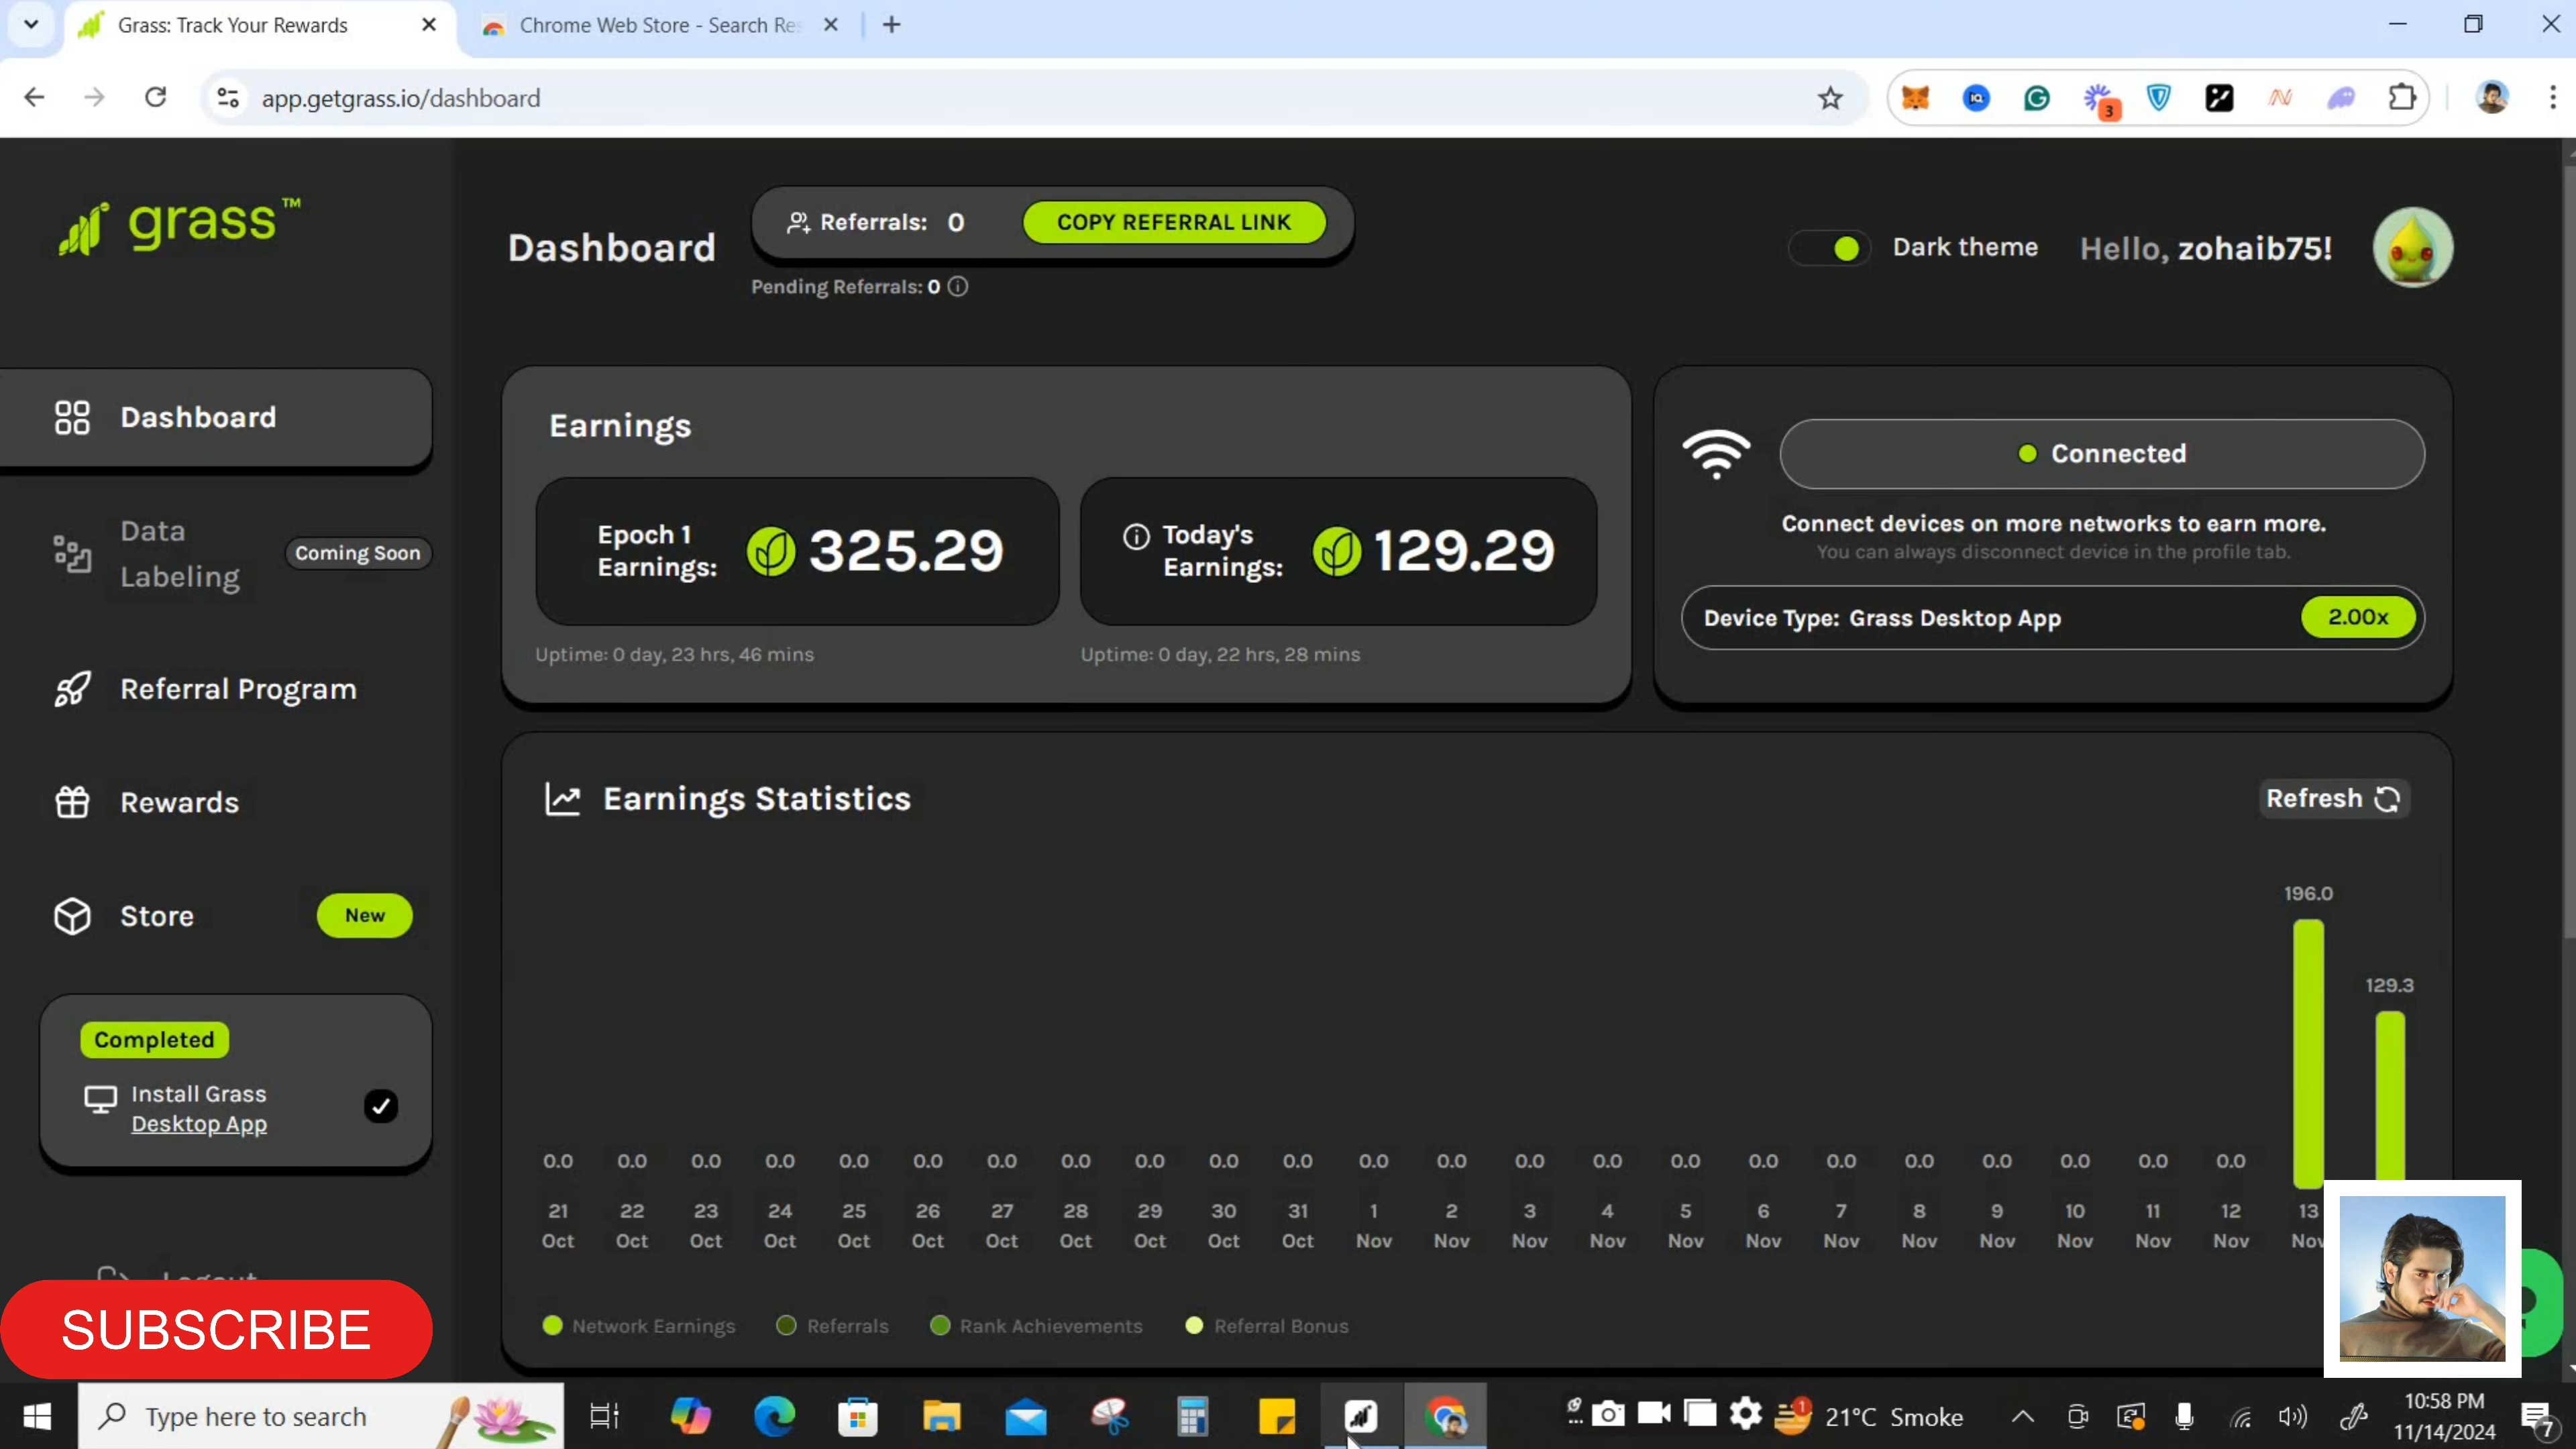 Grass: Track Your Rewards
Chrome Web Store - Search Res
app.getgrass.io/dashboard
3
grass™
Dashboard
Referrals: 0
COPY REFERRAL LINK
Pending Referrals: 0
Dark theme
Hello, zohaib75!
Dashboard
Data
Labeling
Coming Soon
Referral Program
Rewards
Store
New
Completed
Install Grass
Desktop App
Logout
SUBSCRIBE
Earnings
Epoch 1
Earnings:
325.29
Uptime: 0 day, 23 hrs, 46 mins
Today's
Earnings:
129.29
Uptime: 0 day, 22 hrs, 28 mins
Connected
Connect devices on more networks to earn more.
You can always disconnect device in the profile tab.
Device Type: Grass Desktop App
2.00x
Earnings Statistics
Refresh
196.0
129.3
0.0 0.0 0.0 0.0 0.0 0.0 0.0 0.0 0.0 0.0 0.0 0.0 0.0 0.0 0.0 0.0 0.0 0.0 0.0 0.0 0.0 0.0 0.0
21 22 23 24 25 26 27 28 29 30 31 1 2 3 4 5 6 7 8 9 10 11 12 13
Oct Oct Oct Oct Oct Oct Oct Oct Oct Oct Oct Nov Nov Nov Nov Nov Nov Nov Nov Nov Nov Nov Nov Nov
Network Earnings
Referrals
Rank Achievements
Referral Bonus
Type here to search
1
21°C Smoke
10:58 PM
11/14/2024
7